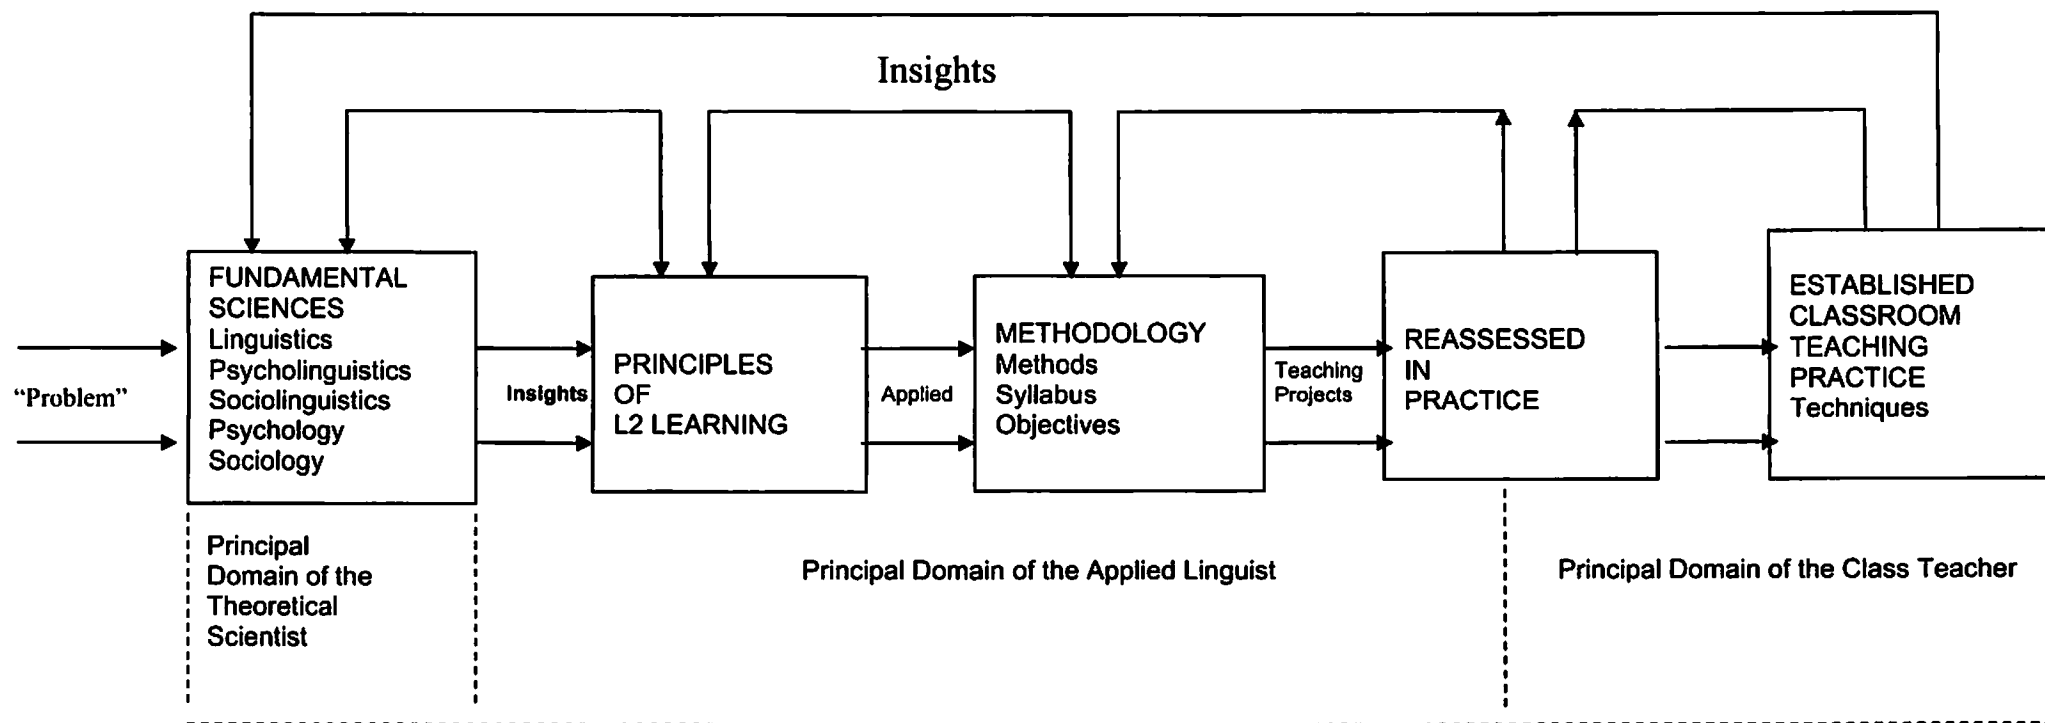 Insights
“Problem”
FUNDAMENTAL
SCIENCES
Linguistics
Psycholinguistics
Sociolinguistics
Psychology
Sociology
Insights
PRINCIPLES
OF
L2 LEARNING
Applied
METHODOLOGY
Methods
Syllabus
Objectives
Teaching
Projects
REASSESSED
IN
PRACTICE
ESTABLISHED
CLASSROOM
TEACHING
PRACTICE
Techniques
Principal
Domain of the
Theoretical
Scientist
Principal Domain of the Applied Linguist
Principal Domain of the Class Teacher